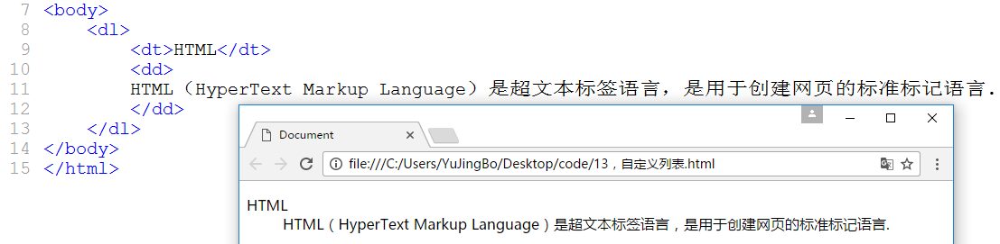 7 <body>
8 <dl>
9 <dt>HTML</dt>
10 <dd>
11 HTML（HyperText Markup Language）是超文本标签语言，是用于创建网页的标准标记语言.
12 </dd>
13 </dl>
14 </body>
15 </html>
Document
file:///C:/Users/YuJingBo/Desktop/code/13，自定义列表.html
HTML
HTML（HyperText Markup Language）是超文本标签语言，是用于创建网页的标准标记语言.